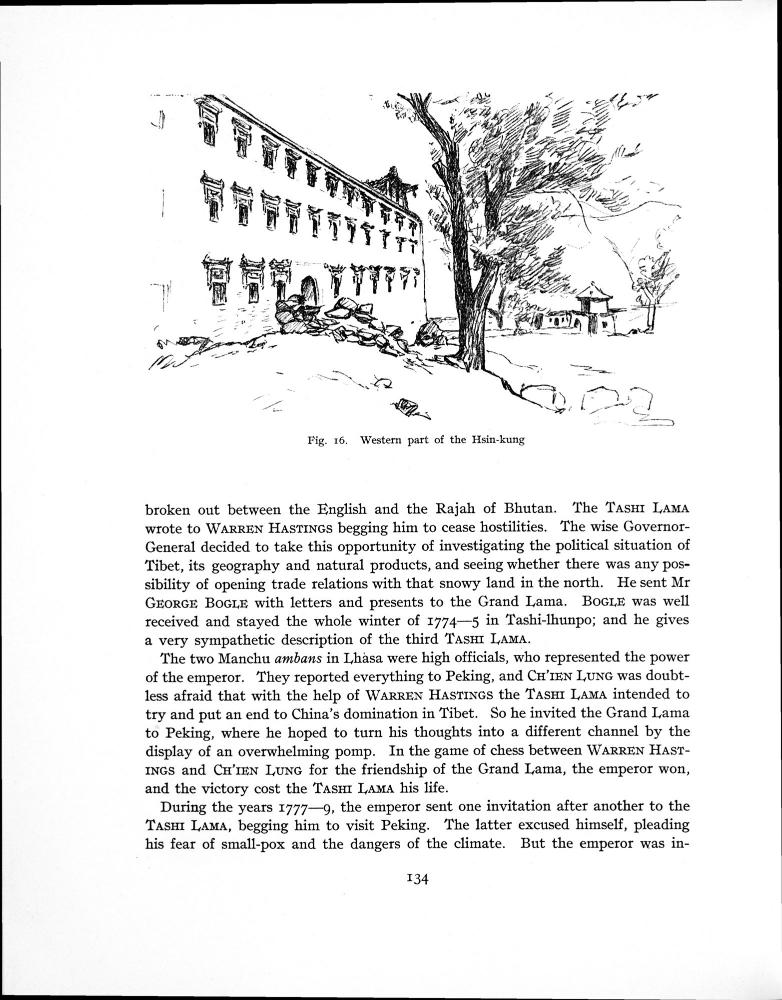 Fig. 16. Western part of the Hsin-kung
broken out between the English and the Rajah of Bhutan. The TASHI LAMA
wrote to WARREN HASTINGS begging him to cease hostilities. The wise Governor-
General decided to take this opportunity of investigating the political situation of
Tibet, its geography and natural products, and seeing whether there was any pos-
sibility of opening trade relations with that snowy land in the north. He sent Mr
GEORGE BOGLE with letters and presents to the Grand Lama. BOGLE was well
received and stayed the whole winter of 1774—5 in Tashi-lhunpo; and he gives
a very sympathetic description of the third TASHI LAMA.
The two Manchu ambans in Lhàsa were high officials, who represented the power
of the emperor. They reported everything to Peking, and CH'IEN LUNG was doubt-
less afraid that with the help of WARREN HASTINGS the TASHI LAMA intended to
try and put an end to China's domination in Tibet. So he invited the Grand Lama
to Peking, where he hoped to turn his thoughts into a different channel by the
display of an overwhelming pomp. In the game of chess between WARREN HAST-
INGS and CH'IEN LUNG for the friendship of the Grand Lama, the emperor won,
and the victory cost the TASHI LAMA his life.
During the years 1777—9, the emperor sent one invitation after another to the
TASHI LAMA, begging him to visit Peking. The latter excused himself, pleading
his fear of small-pox and the dangers of the climate. But the emperor was in-
134